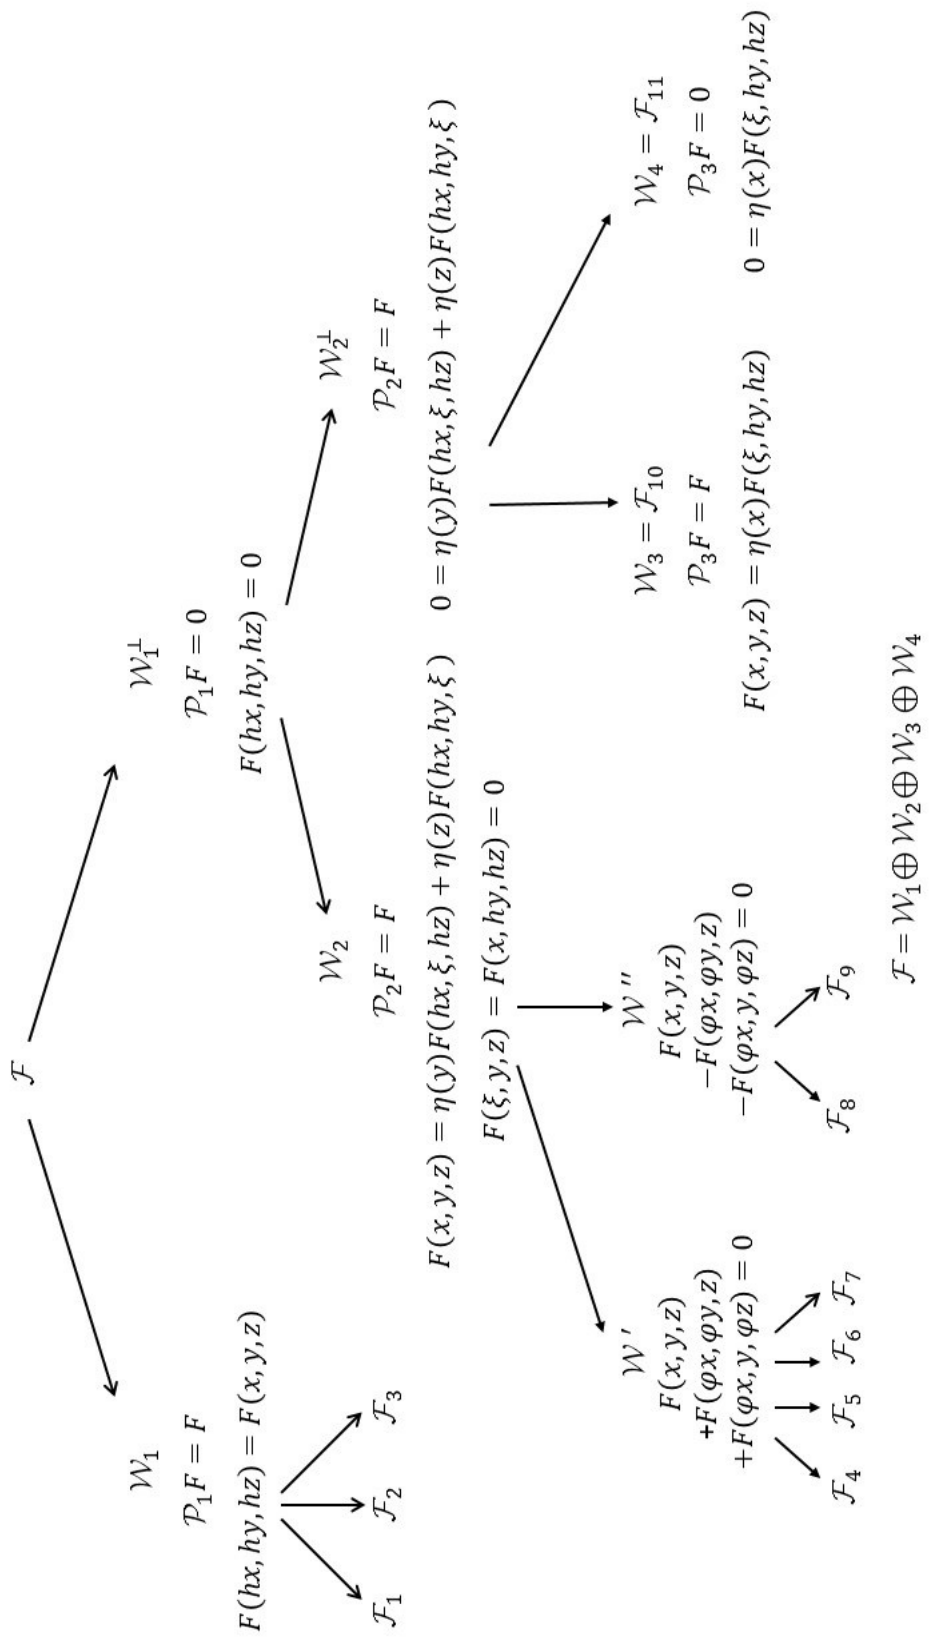 ℱ
𝒲₁
𝒫₁F = F
F(hx,hy,hz) = F(x,y,z)
ℱ₁
ℱ₂
ℱ₃
𝒲₁^⊥
𝒫₁F = 0
F(hx,hy,hz) = 0
𝒲₂
𝒫₂F = F
F(x,y,z) = η(y)F(hx,ξ,hz) + η(z)F(hx,hy,ξ)
F(ξ,y,z) = F(x,hy,hz) = 0
𝒲₂^⊥
𝒫₂F = F
0 = η(y)F(hx,ξ,hz) + η(z)F(hx,hy,ξ)
𝒲′
F(x,y,z)
+F(φx,φy,z)
+F(φx,y,φz) = 0
ℱ₄
ℱ₅
ℱ₆
ℱ₇
𝒲″
F(x,y,z)
−F(φx,φy,z)
−F(φx,y,φz) = 0
ℱ₈
ℱ₉
𝒲₃ = ℱ₁₀
𝒫₃F = F
F(x,y,z) = η(x)F(ξ,hy,hz)
𝒲₄ = ℱ₁₁
𝒫₃F = 0
0 = η(x)F(ξ,hy,hz)
ℱ = 𝒲₁⊕𝒲₂⊕𝒲₃⊕𝒲₄